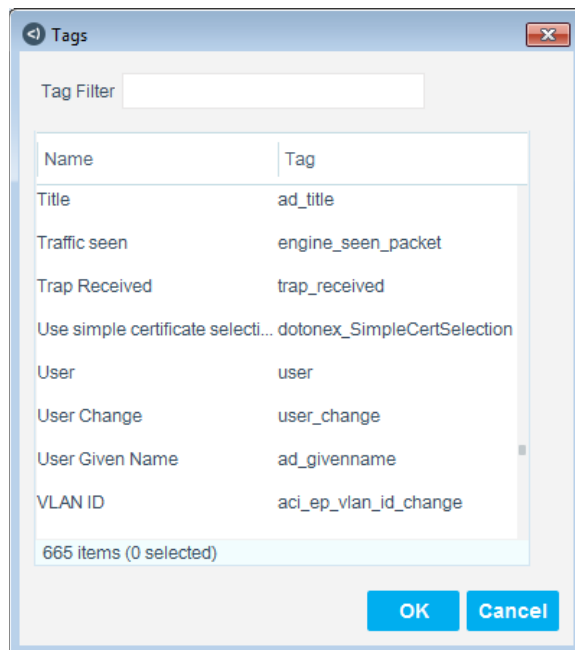 Tags
Tag Filter
Name Tag
Title ad_title
Traffic seen engine_seen_packet
Trap Received trap_received
Use simple certificate selecti... dotonex_SimpleCertSelection
User user
User Change user_change
User Given Name ad_givenname
VLAN ID aci_ep_vlan_id_change
665 items (0 selected)
OK Cancel